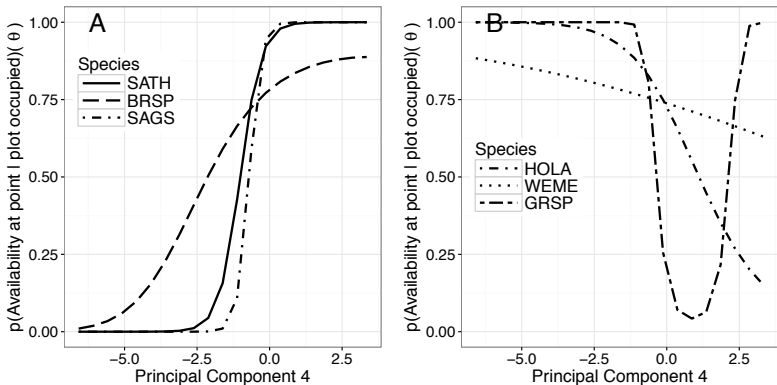 A
p(Availability at point I plot occupied)( θ )
1.00
0.75
0.50
0.25
0.00
Species
SATH
BRSP
SAGS
-5.0
-2.5
0.0
2.5
Principal Component 4
B
p(Availability at point I plot occupied)( θ )
1.00
0.75
0.50
0.25
0.00
Species
HOLA
WEME
GRSP
-5.0
-2.5
0.0
2.5
Principal Component 4